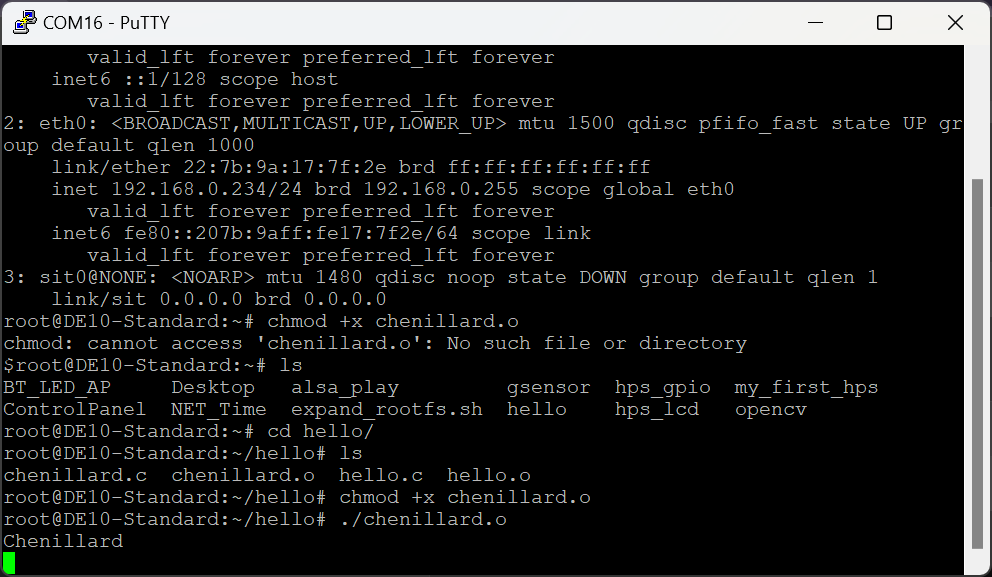 COM16 - PuTTY
valid_lft forever preferred_lft forever
inet6 ::1/128 scope host
valid_lft forever preferred_lft forever
2: eth0: <BROADCAST,MULTICAST,UP,LOWER_UP> mtu 1500 qdisc pfifo_fast state UP gr
oup default qlen 1000
link/ether 22:7b:9a:17:7f:2e brd ff:ff:ff:ff:ff:ff
inet 192.168.0.234/24 brd 192.168.0.255 scope global eth0
valid_lft forever preferred_lft forever
inet6 fe80::207b:9aff:fe17:7f2e/64 scope link
valid_lft forever preferred_lft forever
3: sit0@NONE: <NOARP> mtu 1480 qdisc noop state DOWN group default qlen 1
link/sit 0.0.0.0 brd 0.0.0.0
root@DE10-Standard:~# chmod +x chenillard.o
chmod: cannot access 'chenillard.o': No such file or directory
$root@DE10-Standard:~# ls
BT_LED_AP     Desktop   alsa_play         gsensor  hps_gpio  my_first_hps
ControlPanel  NET_Time  expand_rootfs.sh  hello    hps_lcd   opencv
root@DE10-Standard:~# cd hello/
root@DE10-Standard:~/hello# ls
chenillard.c  chenillard.o  hello.c  hello.o
root@DE10-Standard:~/hello# chmod +x chenillard.o
root@DE10-Standard:~/hello# ./chenillard.o
Chenillard